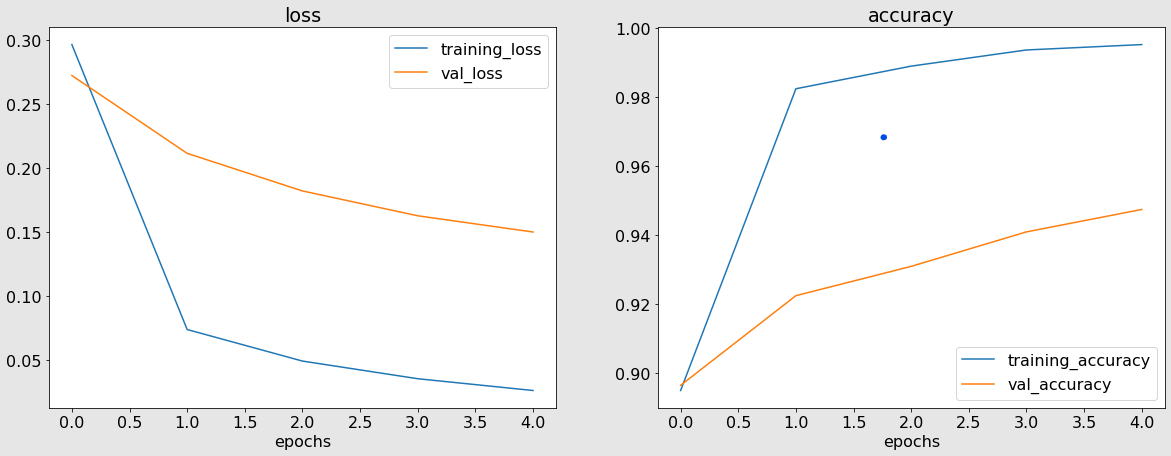 loss
0.30
0.25
0.20
0.15
0.10
0.05
training_loss
val_loss
0.0 0.5 1.0 1.5 2.0 2.5 3.0 3.5 4.0
epochs
accuracy
1.00
0.98
0.96
0.94
0.92
0.90
training_accuracy
val_accuracy
0.0 0.5 1.0 1.5 2.0 2.5 3.0 3.5 4.0
epochs